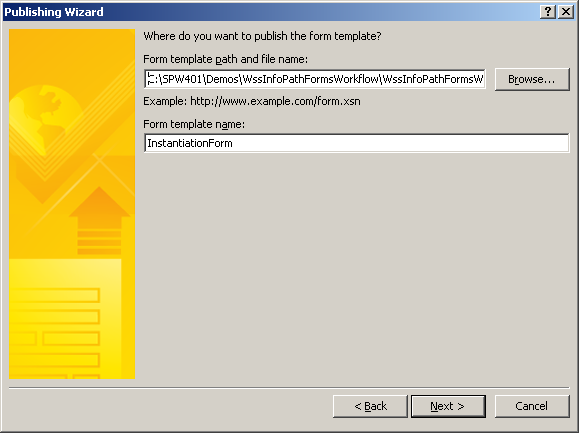 Publishing Wizard
Where do you want to publish the form template?
Form template path and file name:
C:\SPW401\Demos\WssInfoPathFormsWorkflow\WssInfoPathFormsW
Browse...
Example: http://www.example.com/form.xsn
Form template name:
InstantiationForm
< Back
Next >
Cancel